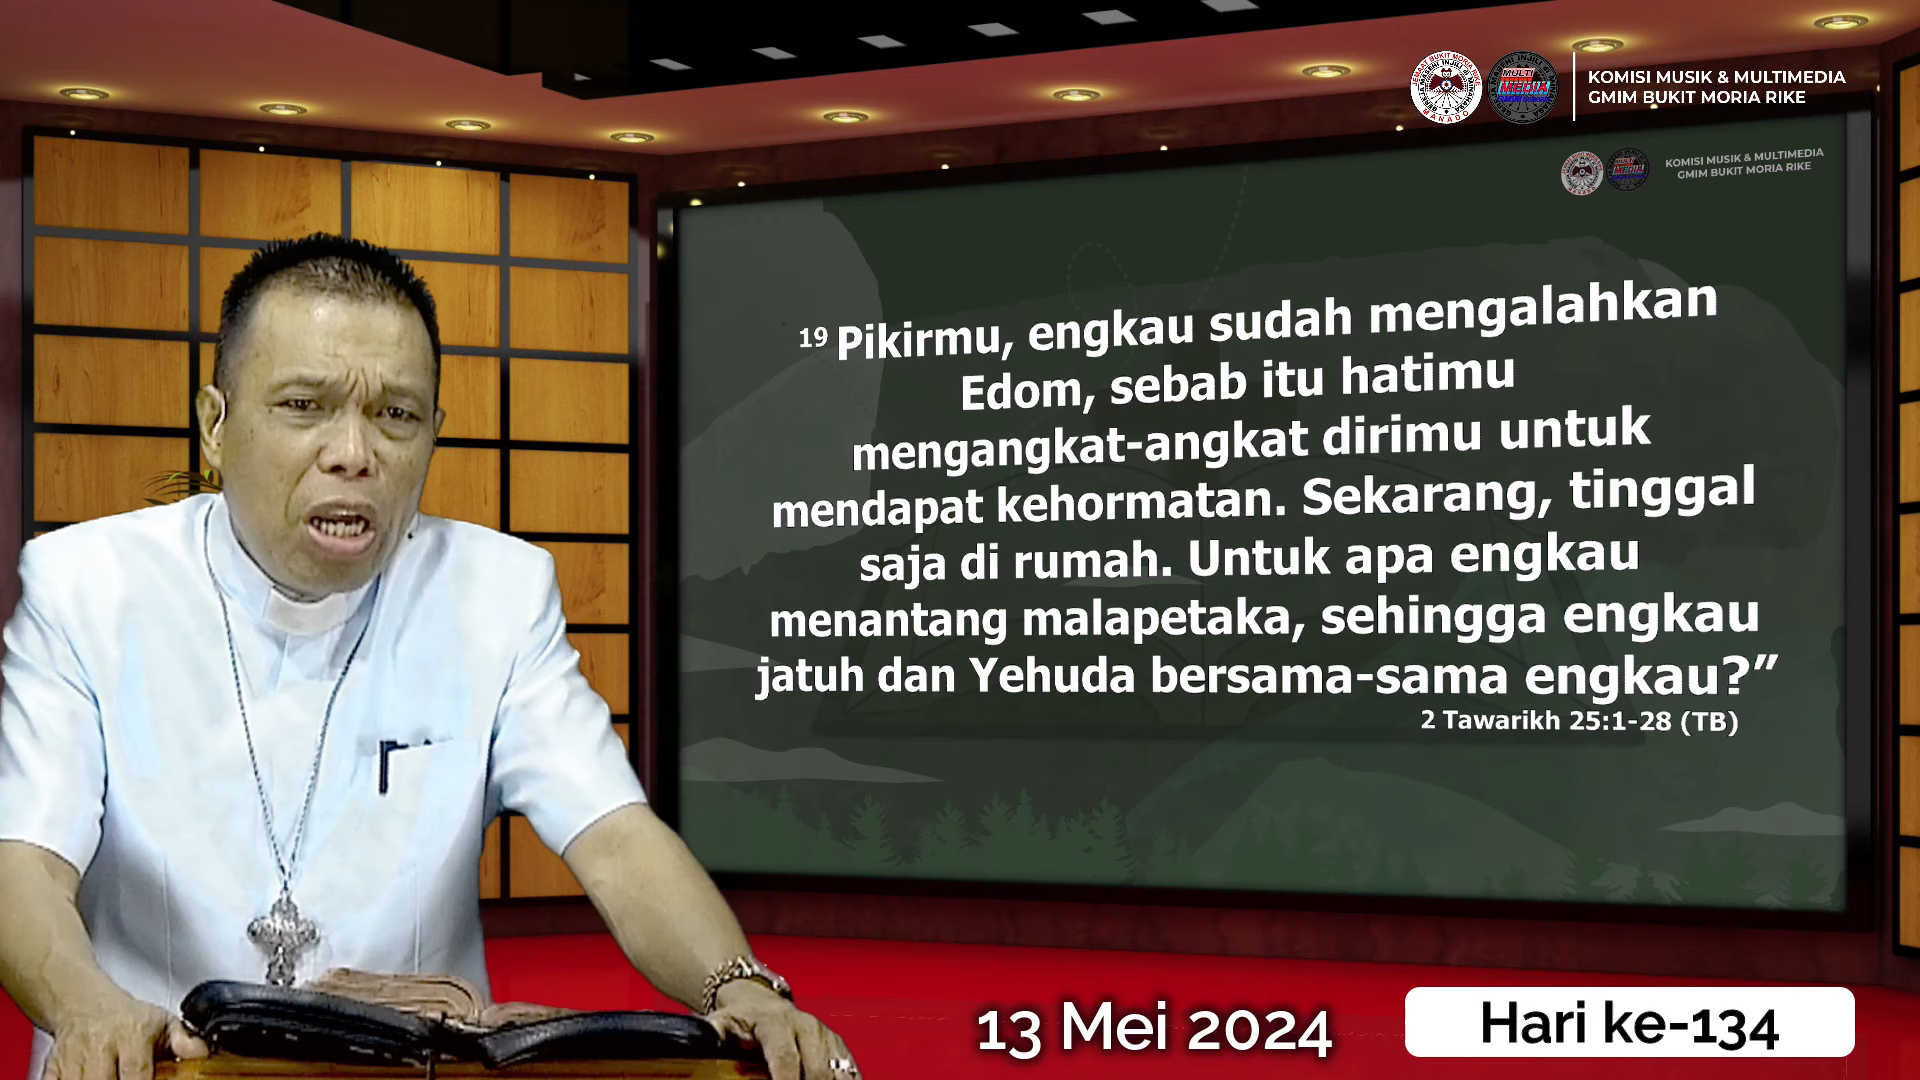 KOMISI MUSIK & MULTIMEDIA
GMIM BUKIT MORIA RIKE
MULTI
MEDIA
MANADO
KOMISI MUSIK & MULTIMEDIA
GMIM BUKIT MORIA RIKE
19 Pikirmu, engkau sudah mengalahkan
Edom, sebab itu hatimu
mengangkat-angkat dirimu untuk
mendapat kehormatan. Sekarang, tinggal
saja di rumah. Untuk apa engkau
menantang malapetaka, sehingga engkau
jatuh dan Yehuda bersama-sama engkau?”
2 Tawarikh 25:1-28 (TB)
13 Mei 2024
Hari ke-134